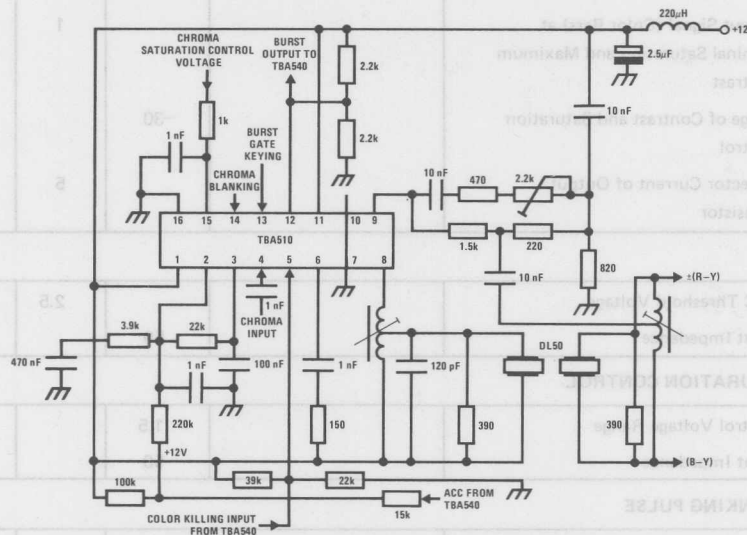 220μH
+12
2.5μF
CHROMA
SATURATION CONTROL
VOLTAGE
BURST
OUTPUT TO
TBA540
2.2k
2.2k
1k
1 nF
BURST
GATE
KEYING
CHROMA
BLANKING
10 nF
10 nF
470
2.2k
1.5k
220
820
10 nF
16 15 14 13 12 11 10 9
TBA510
1 2 3 4 5 6 7 8
1 nF
CHROMA
INPUT
3.9k
22k
470 nF
1 nF
100 nF
1 nF
120 pF
DL50
±(R–Y)
220k
150
390
390
+12V
39k
22k
(B–Y)
100k
15k
ACC FROM
TBA540
COLOR KILLING INPUT
FROM TBA540